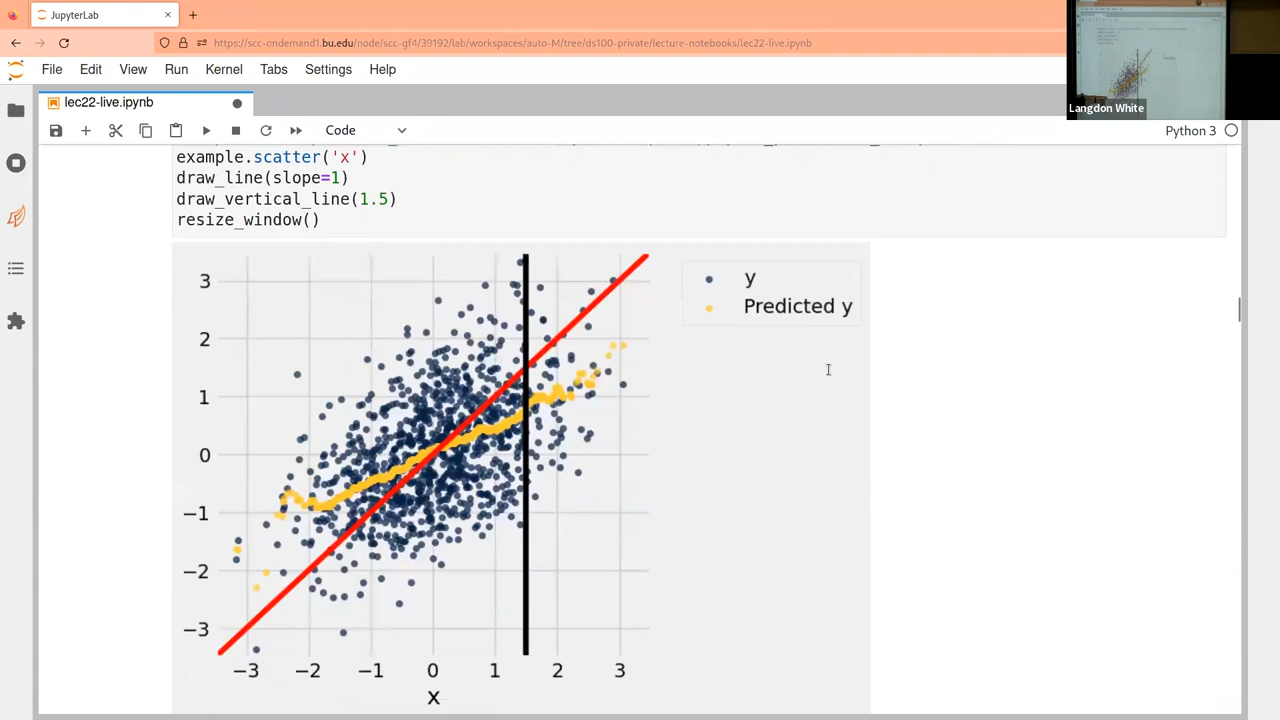 JupyterLab
https://scc-ondemand1.bu.edu/node/scc-gf4/39192/lab/workspaces/auto-M/tree/ds100-private/lecture-notebooks/lec22-live.ipynb
File Edit View Run Kernel Tabs Settings Help
Langdon White
lec22-live.ipynb
Code
Python 3
example.scatter('x')
draw_line(slope=1)
draw_vertical_line(1.5)
resize_window()
y
Predicted y
3
2
1
0
−1
−2
−3
−3 −2 −1 0 1 2 3
x